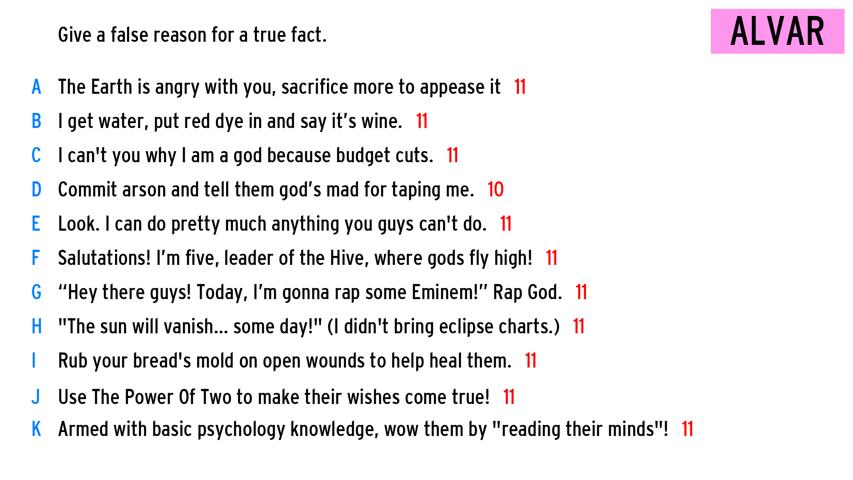 Give a false reason for a true fact.
ALVAR
A The Earth is angry with you, sacrifice more to appease it 11
B I get water, put red dye in and say it’s wine. 11
C I can't you why I am a god because budget cuts. 11
D Commit arson and tell them god’s mad for taping me. 10
E Look. I can do pretty much anything you guys can't do. 11
F Salutations! I’m five, leader of the Hive, where gods fly high! 11
G “Hey there guys! Today, I’m gonna rap some Eminem!” Rap God. 11
H "The sun will vanish... some day!" (I didn't bring eclipse charts.) 11
I Rub your bread's mold on open wounds to help heal them. 11
J Use The Power Of Two to make their wishes come true! 11
K Armed with basic psychology knowledge, wow them by "reading their minds"! 11